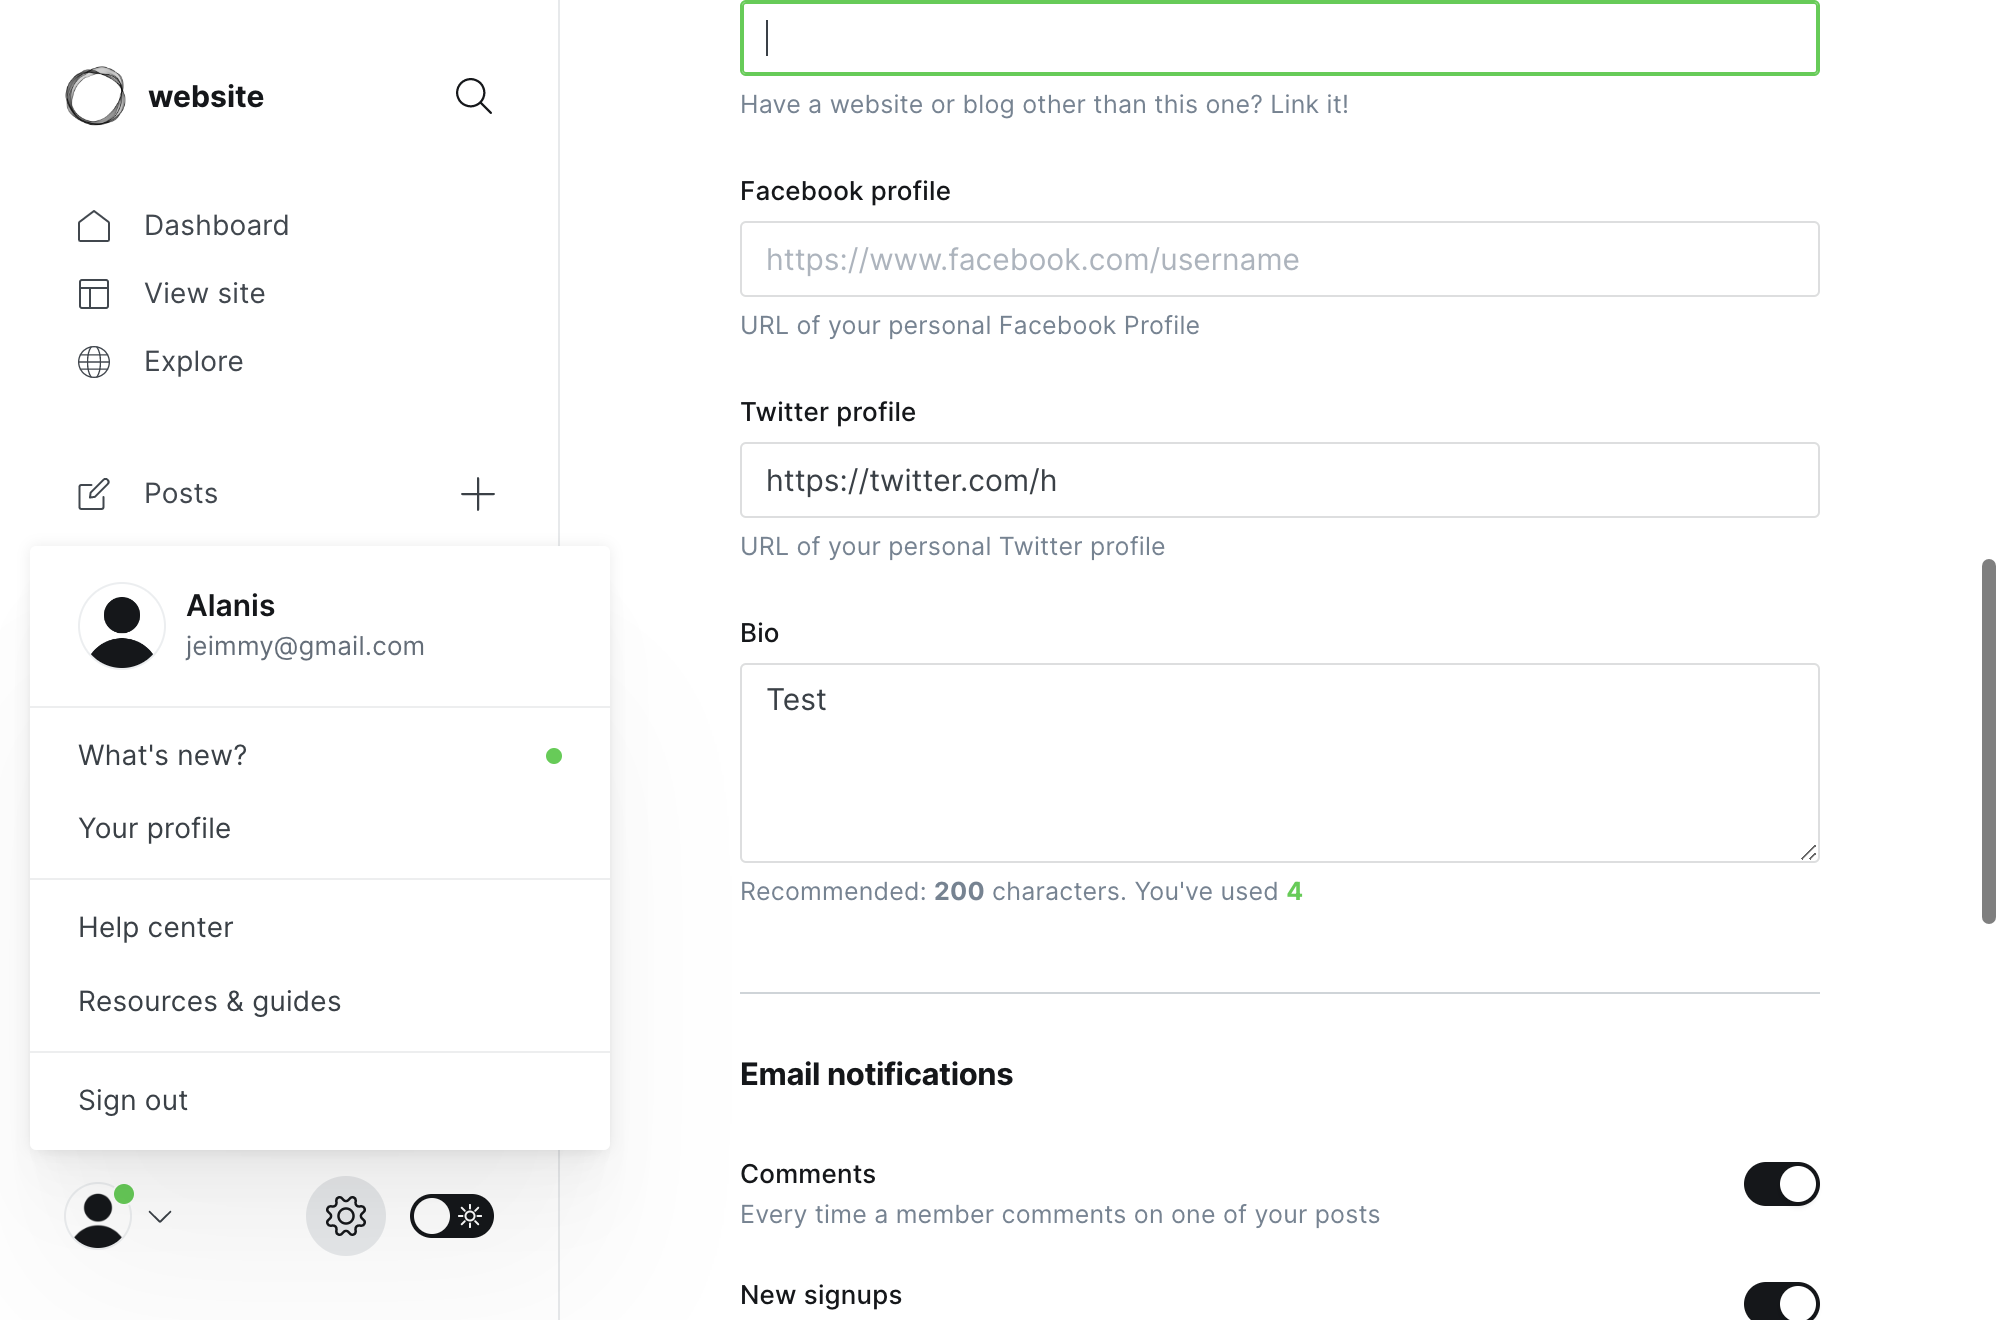 website
Dashboard
View site
Explore
Posts
Alanis
jeimmy@gmail.com
What's new?
Your profile
Help center
Resources & guides
Sign out
Have a website or blog other than this one? Link it!
Facebook profile
https://www.facebook.com/username
URL of your personal Facebook Profile
Twitter profile
https://twitter.com/h
URL of your personal Twitter profile
Bio
Test
Recommended: 200 characters. You've used 4
Email notifications
Comments
Every time a member comments on one of your posts
New signups